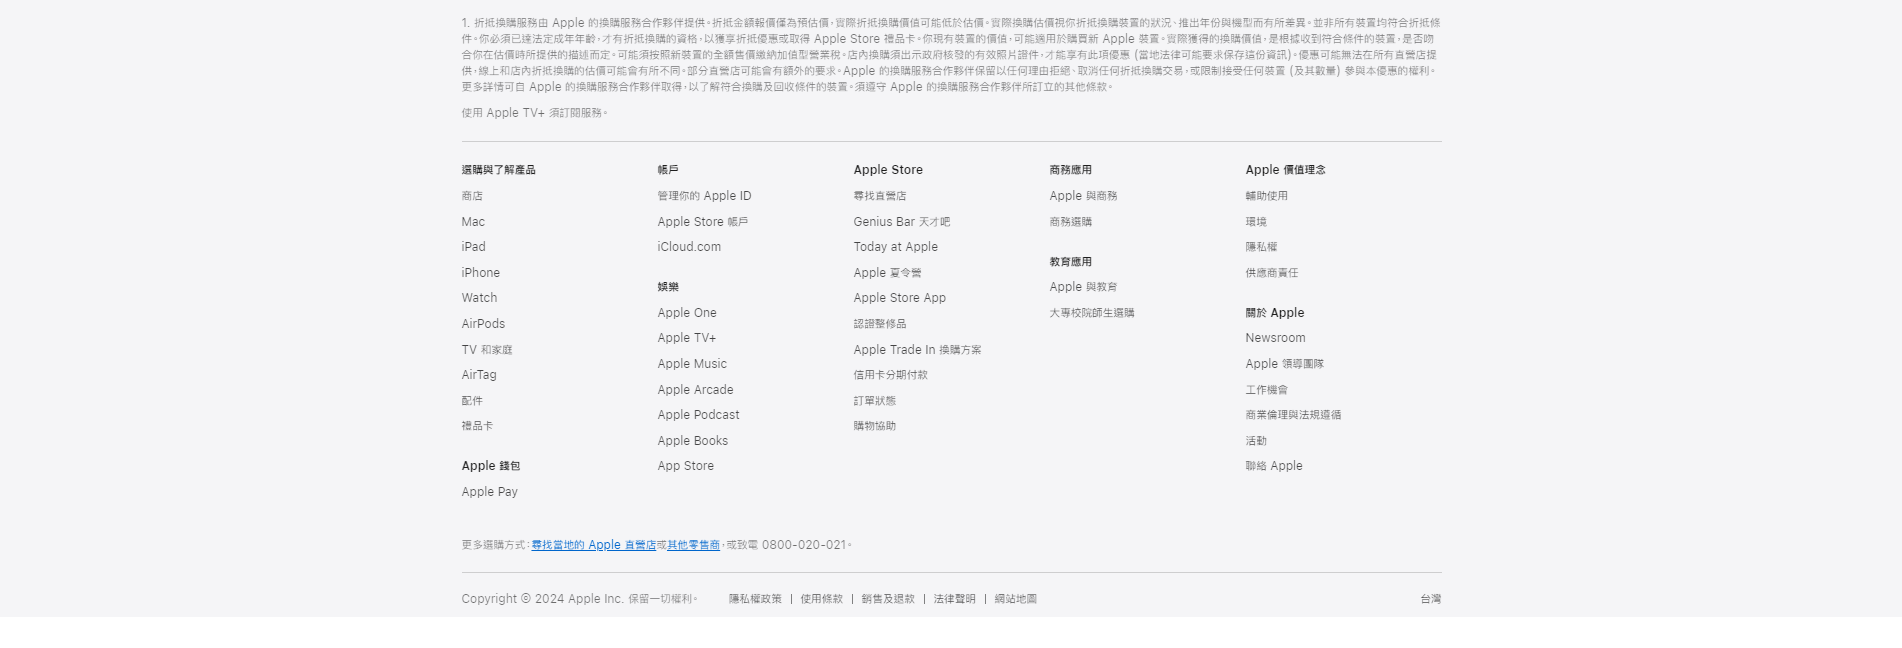 1. 折抵換購服務由 Apple 的換購服務合作夥伴提供。折抵金額報價僅為預估價，實際折抵換購價值可能低於估價。實際換購估價視你折抵換購裝置的狀況、推出年份與機型而有所差異。並非所有裝置均符合折抵條
件。你必須已達法定成年年齡，才有折抵換購的資格，以獲享折抵優惠或取得 Apple Store 禮品卡。你現有裝置的價值，可能適用於購買新 Apple 裝置。實際獲得的換購價值，是根據收到符合條件的裝置，是否吻
合你在估價時所提供的描述而定。可能須按照新裝置的全額售價繳納加值型營業稅。店內換購須出示政府核發的有效照片證件，才能享有此項優惠 (當地法律可能要求保存這份資訊)。優惠可能無法在所有直營店提
供，線上和店內折抵換購的估價可能會有所不同。部分直營店可能會有額外的要求。Apple 的換購服務合作夥伴保留以任何理由拒絕、取消任何折抵換購交易，或限制接受任何裝置 (及其數量) 參與本優惠的權利。
更多詳情可自 Apple 的換購服務合作夥伴取得，以了解符合換購及回收條件的裝置。須遵守 Apple 的換購服務合作夥伴所訂立的其他條款。
使用 Apple TV+ 須訂閱服務。
選購與了解產品
商店
Mac
iPad
iPhone
Watch
AirPods
TV 和家庭
AirTag
配件
禮品卡
Apple 錢包
Apple Pay
帳戶
管理你的 Apple ID
Apple Store 帳戶
iCloud.com
娛樂
Apple One
Apple TV+
Apple Music
Apple Arcade
Apple Podcast
Apple Books
App Store
Apple Store
尋找直營店
Genius Bar 天才吧
Today at Apple
Apple 夏令營
Apple Store App
認證整修品
Apple Trade In 換購方案
信用卡分期付款
訂單狀態
購物協助
商務應用
Apple 與商務
商務選購
教育應用
Apple 與教育
大專校院師生選購
Apple 價值理念
輔助使用
環境
隱私權
供應商責任
關於 Apple
Newsroom
Apple 領導團隊
工作機會
商業倫理與法規遵循
活動
聯絡 Apple
更多選購方式：尋找當地的 Apple 直營店或其他零售商，或致電 0800-020-021。
Copyright © 2024 Apple Inc. 保留一切權利。 隱私權政策 | 使用條款 | 銷售及退款 | 法律聲明 | 網站地圖 台灣